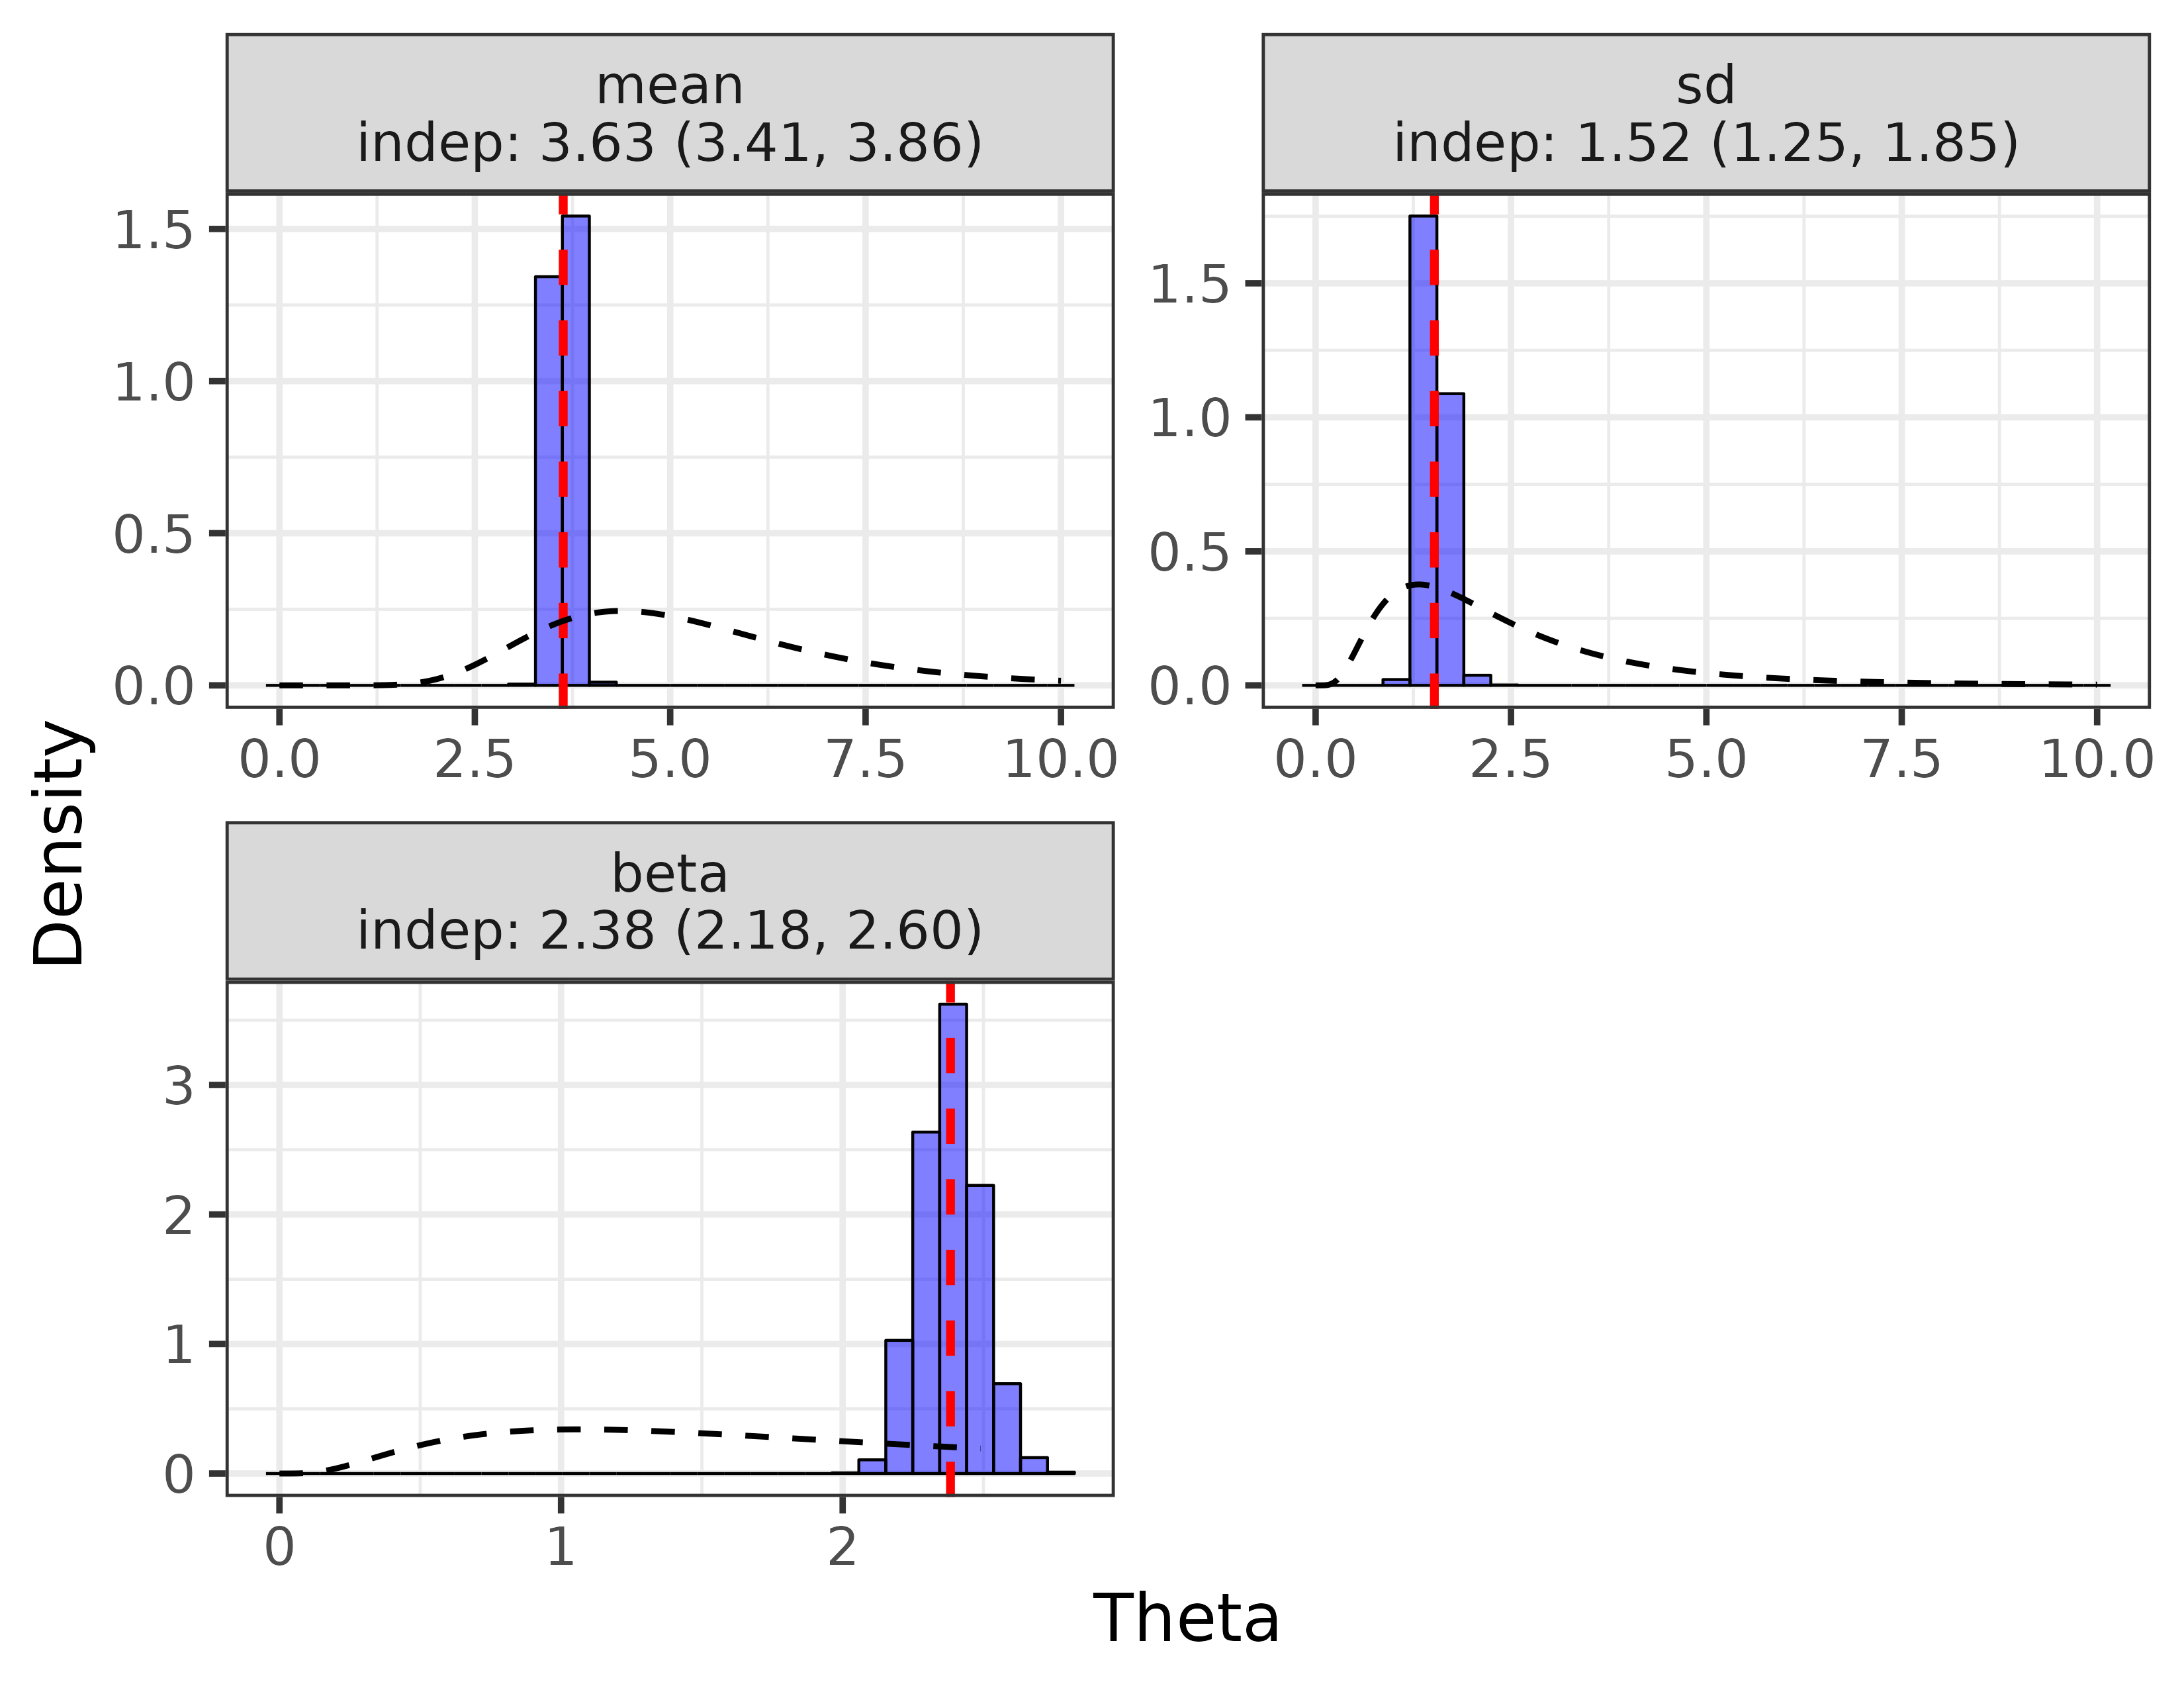 mean
indep: 3.63 (3.41, 3.86)
sd
indep: 1.52 (1.25, 1.85)
1.5
1.0
0.5
0.0
0.0 2.5 5.0 7.5 10.0
1.5
1.0
0.5
0.0
0.0 2.5 5.0 7.5 10.0
Density
beta
indep: 2.38 (2.18, 2.60)
3
2
1
0
0 1 2
Theta